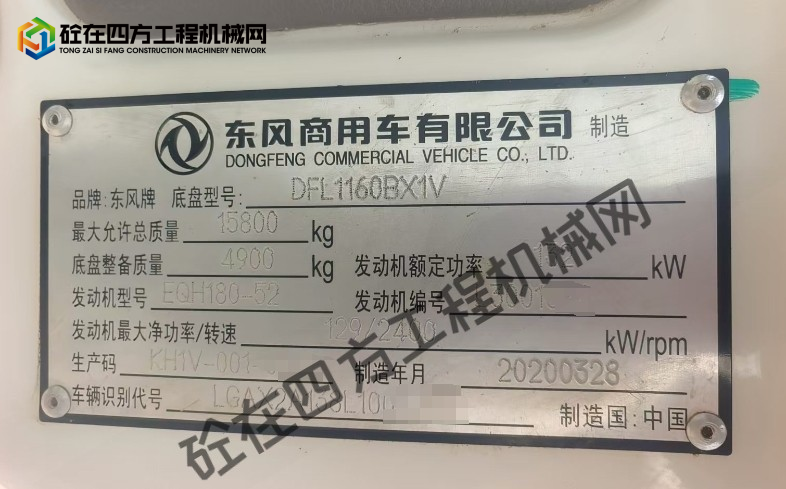 砼在四方工程机械网
TONG ZAI SI FANG CONSTRUCTION MACHINERY NETWORK
东风商用车有限公司 制造
DONGFENG COMMERCIAL VEHICLE CO., LTD.
品牌:东风牌 底盘型号: DFL1160BX1V
最大允许总质量 15800 kg
底盘整备质量 4900 kg 发动机额定功率 kW
发动机型号 EQH180-52 发动机编号
发动机最大净功率/转速 129/2400 kW/rpm
生产码 KH1V-001- 制造年月 20200328
车辆识别代号 制造国:中国
砼在四方工程机械网